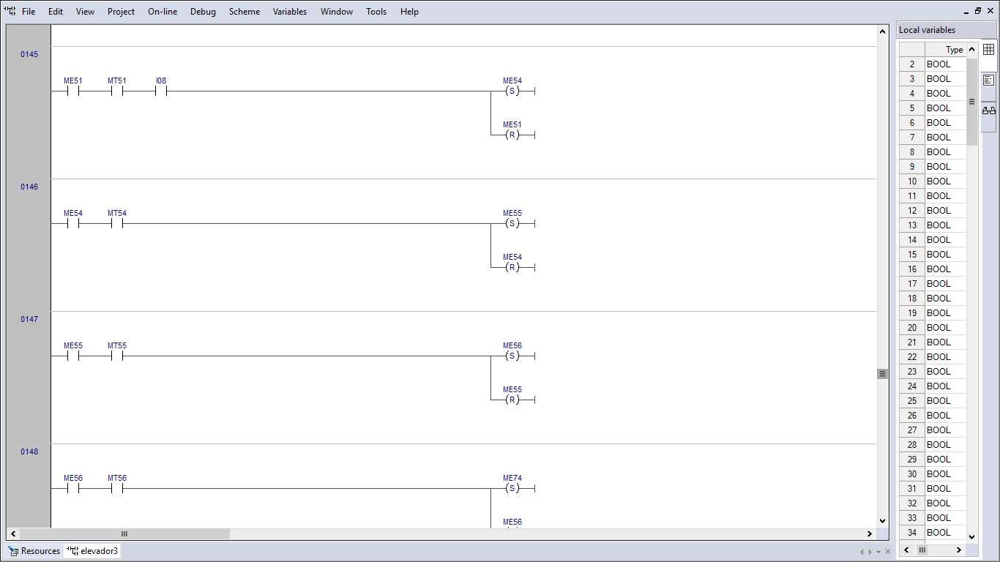 File Edit View Project On-line Debug Scheme Variables Window Tools Help
Local variables
Type
0145
ME51 MT51 I08 ME54
(S)
ME51
(R)
0146
ME54 MT54 ME55
(S)
ME54
(R)
0147
ME55 MT55 ME56
(S)
ME55
(R)
0148
ME56 MT56 ME74
(S)
ME56
2 BOOL
3 BOOL
4 BOOL
5 BOOL
6 BOOL
7 BOOL
8 BOOL
9 BOOL
10 BOOL
11 BOOL
12 BOOL
13 BOOL
14 BOOL
15 BOOL
16 BOOL
17 BOOL
18 BOOL
19 BOOL
20 BOOL
21 BOOL
22 BOOL
23 BOOL
24 BOOL
25 BOOL
26 BOOL
27 BOOL
28 BOOL
29 BOOL
30 BOOL
31 BOOL
32 BOOL
33 BOOL
34 BOOL
Resources elevador3